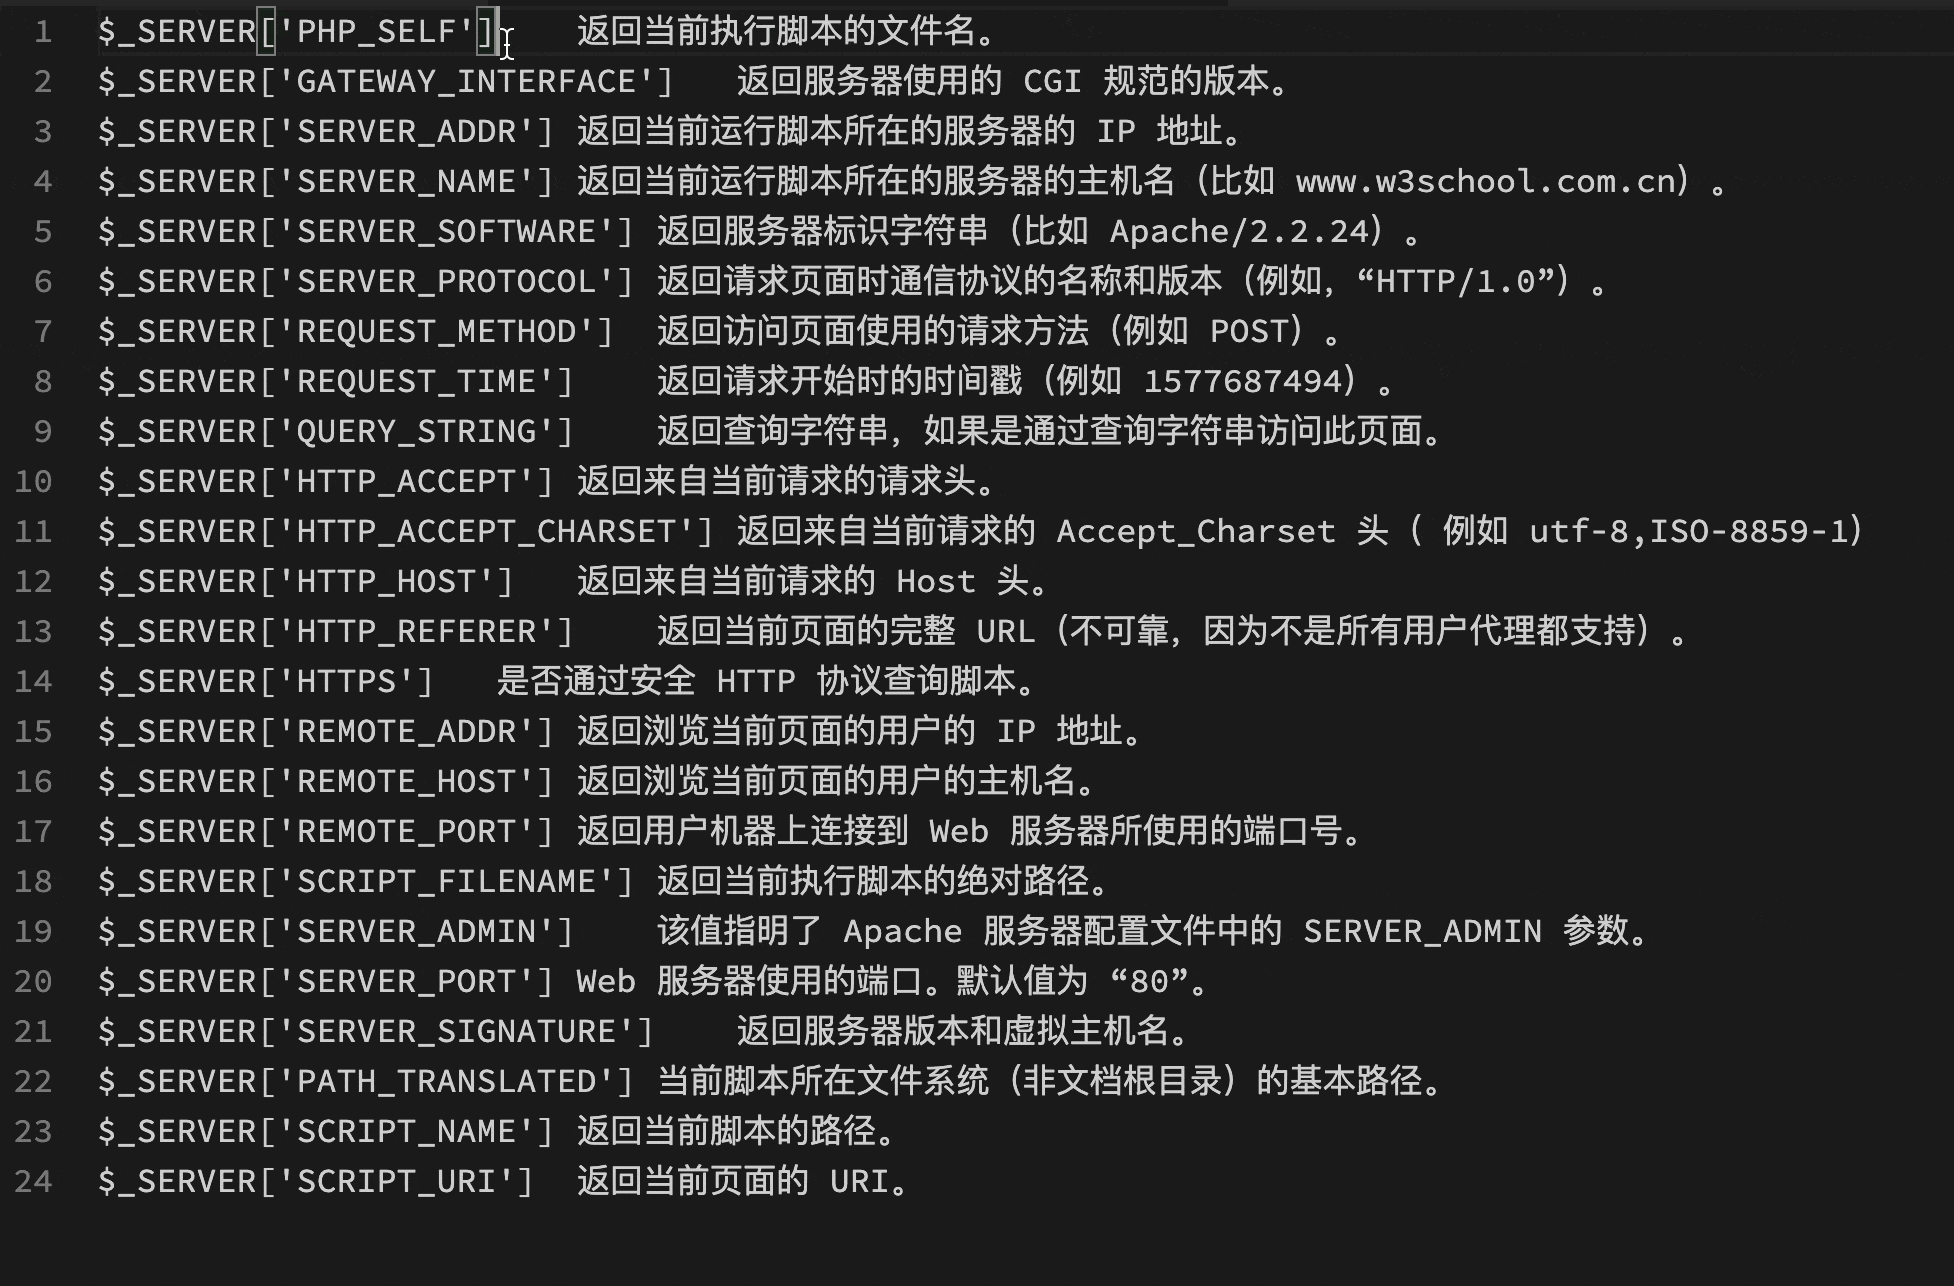 1 $_SERVER['PHP_SELF'] 返回当前执行脚本的文件名。
2 $_SERVER['GATEWAY_INTERFACE'] 返回服务器使用的 CGI 规范的版本。
3 $_SERVER['SERVER_ADDR'] 返回当前运行脚本所在的服务器的 IP 地址。
4 $_SERVER['SERVER_NAME'] 返回当前运行脚本所在的服务器的主机名（比如 www.w3school.com.cn）。
5 $_SERVER['SERVER_SOFTWARE'] 返回服务器标识字符串（比如 Apache/2.2.24）。
6 $_SERVER['SERVER_PROTOCOL'] 返回请求页面时通信协议的名称和版本（例如，“HTTP/1.0”）。
7 $_SERVER['REQUEST_METHOD'] 返回访问页面使用的请求方法（例如 POST）。
8 $_SERVER['REQUEST_TIME'] 返回请求开始时的时间戳（例如 1577687494）。
9 $_SERVER['QUERY_STRING'] 返回查询字符串，如果是通过查询字符串访问此页面。
10 $_SERVER['HTTP_ACCEPT'] 返回来自当前请求的请求头。
11 $_SERVER['HTTP_ACCEPT_CHARSET'] 返回来自当前请求的 Accept_Charset 头（ 例如 utf-8,ISO-8859-1）
12 $_SERVER['HTTP_HOST'] 返回来自当前请求的 Host 头。
13 $_SERVER['HTTP_REFERER'] 返回当前页面的完整 URL（不可靠，因为不是所有用户代理都支持）。
14 $_SERVER['HTTPS'] 是否通过安全 HTTP 协议查询脚本。
15 $_SERVER['REMOTE_ADDR'] 返回浏览当前页面的用户的 IP 地址。
16 $_SERVER['REMOTE_HOST'] 返回浏览当前页面的用户的主机名。
17 $_SERVER['REMOTE_PORT'] 返回用户机器上连接到 Web 服务器所使用的端口号。
18 $_SERVER['SCRIPT_FILENAME'] 返回当前执行脚本的绝对路径。
19 $_SERVER['SERVER_ADMIN'] 该值指明了 Apache 服务器配置文件中的 SERVER_ADMIN 参数。
20 $_SERVER['SERVER_PORT'] Web 服务器使用的端口。默认值为 “80”。
21 $_SERVER['SERVER_SIGNATURE'] 返回服务器版本和虚拟主机名。
22 $_SERVER['PATH_TRANSLATED'] 当前脚本所在文件系统（非文档根目录）的基本路径。
23 $_SERVER['SCRIPT_NAME'] 返回当前脚本的路径。
24 $_SERVER['SCRIPT_URI'] 返回当前页面的 URI。